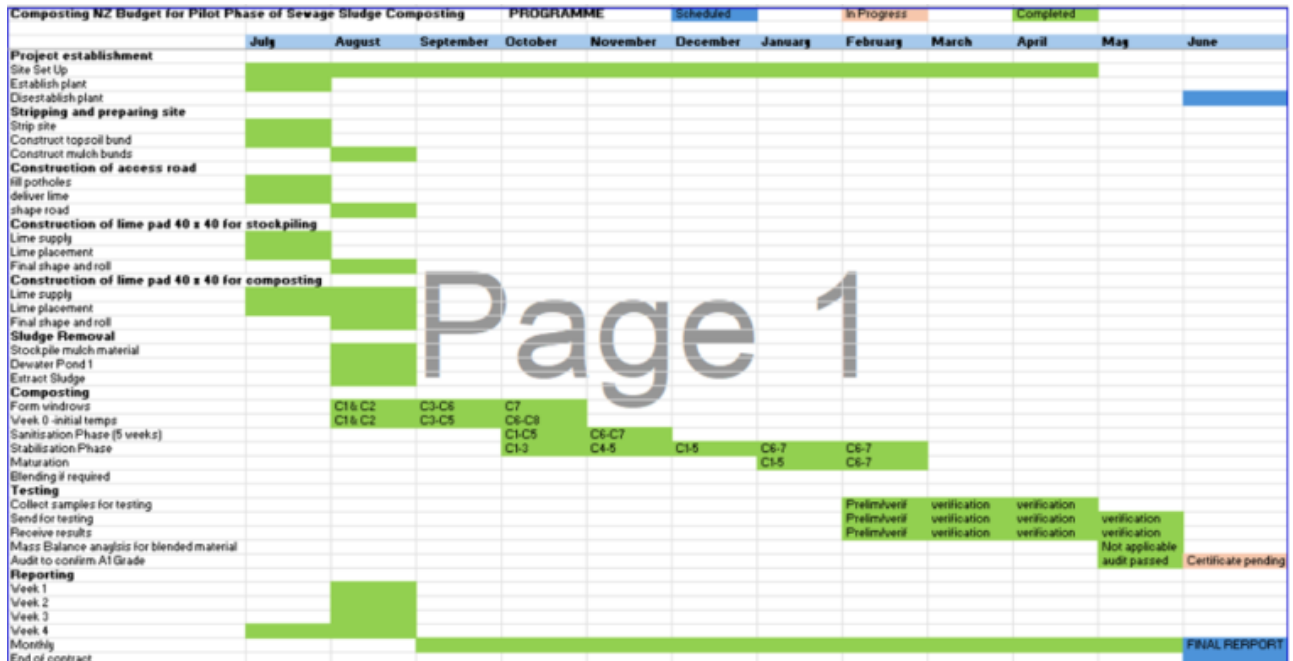 Composting NZ Budget for Pilot Phase of Sewage Sludge Composting PROGRAMME Scheduled In Progress Completed
July August September October November December January February March April May June
Project establishment
Site Set Up
Establish plant
Disestablish plant
Stripping and preparing site
Strip site
Construct topsoil bund
Construct mulch bunds
Construction of access road
fill potholes
deliver lime
shape road
Construction of lime pad 40 x 40 for stockpiling
Lime supply
Lime placement
Final shape and roll
Construction of lime pad 40 x 40 for composting
Lime supply
Lime placement
Final shape and roll
Sludge Removal
Stockpile mulch material
Dewater Pond 1
Extract Sludge
Composting
Form windrows C1 & C2 C3-C6 C7
Week 0 -initial temps C1 & C2 C3-C5 C6-C8
Sanitisation Phase (5 weeks) C1-C5 C6-C7
Stabilisation Phase C1-3 C4-5 C1-5 C6-7 C6-7
Maturation C1-5 C6-7
Blending if required
Testing
Collect samples for testing Prelim/verif verification verification
Send for testing Prelim/verif verification verification verification
Receive results Prelim/verif verification verification verification
Mass Balance anaglsis for blended material Not applicable
Audit to confirm A1 Grade audit passed Certificate pending
Reporting
Week 1
Week 2
Week 3
Week 4
Monthly FINAL RERPORT
End of contract
Page 1